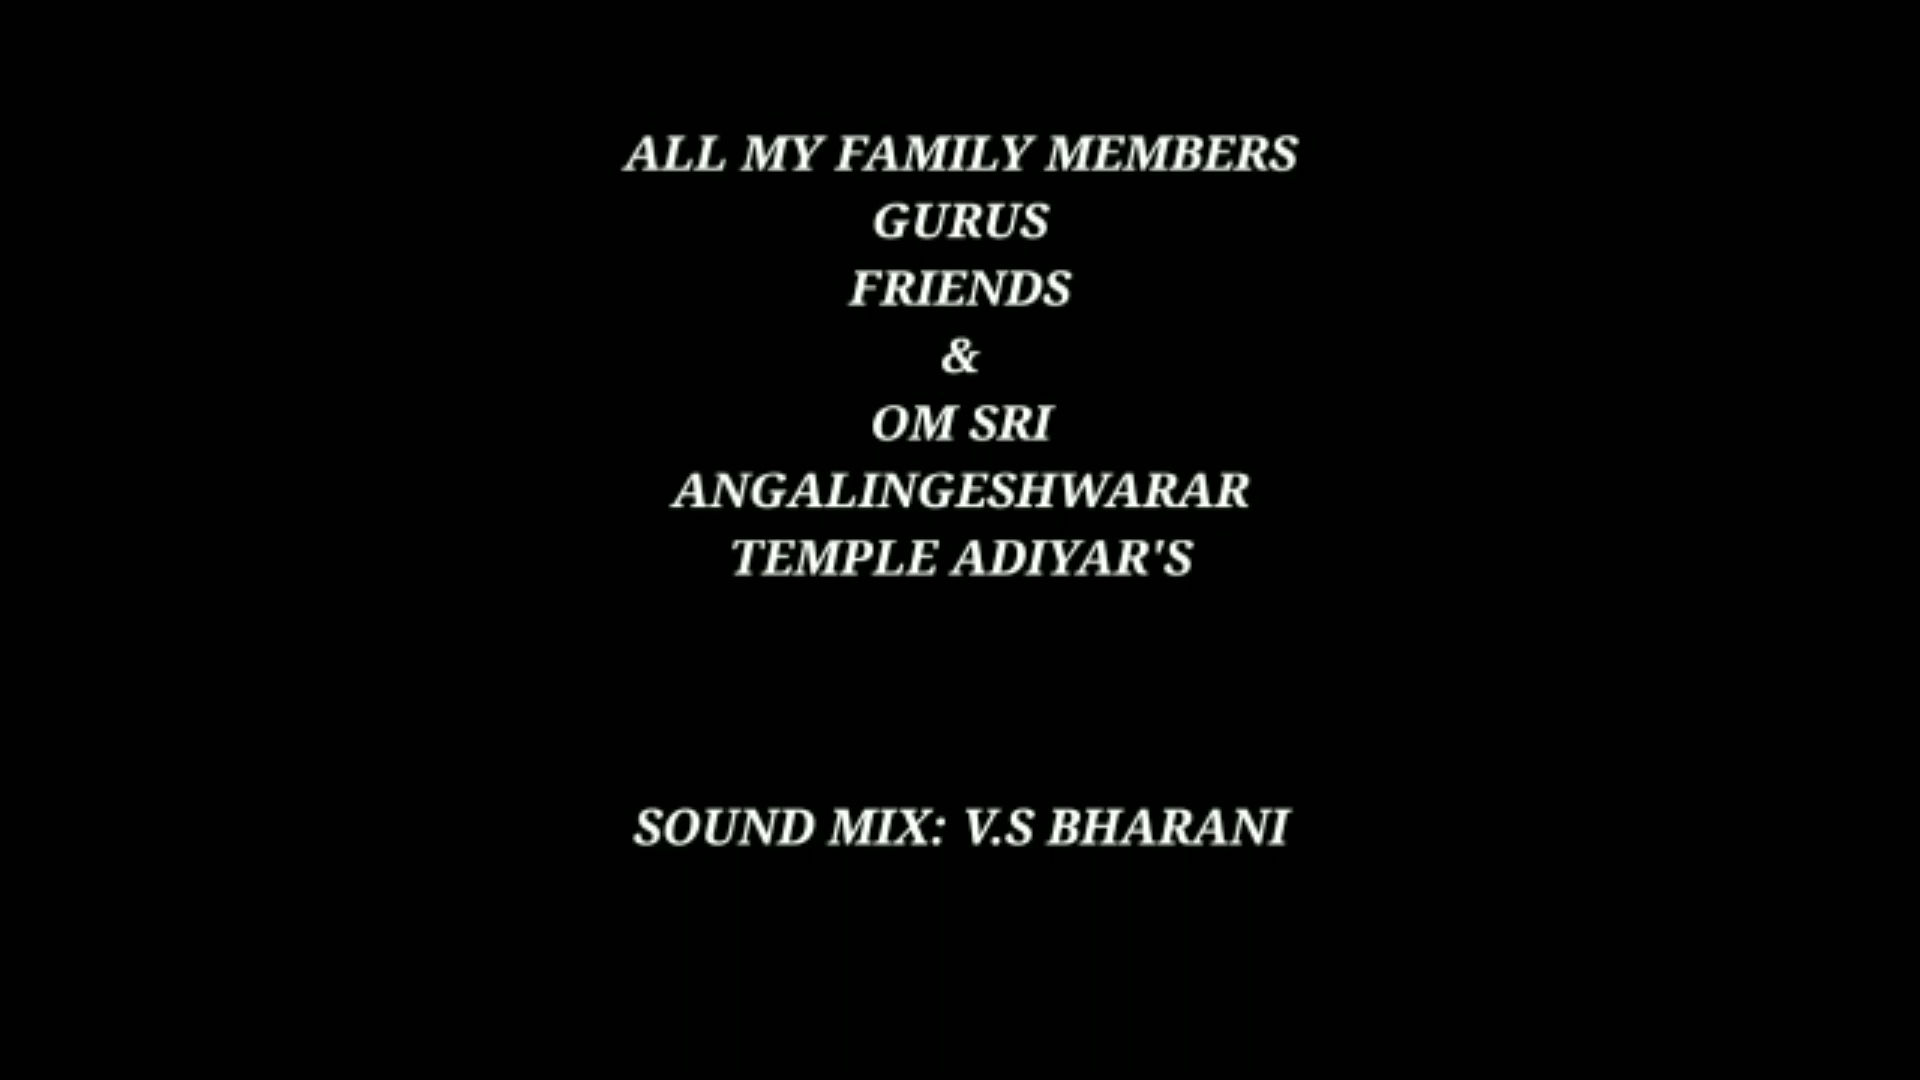 ALL MY FAMILY MEMBERS
GURUS
FRIENDS
&
OM SRI
ANGALINGESHWARAR
TEMPLE ADIYAR'S
SOUND MIX: V.S BHARANI